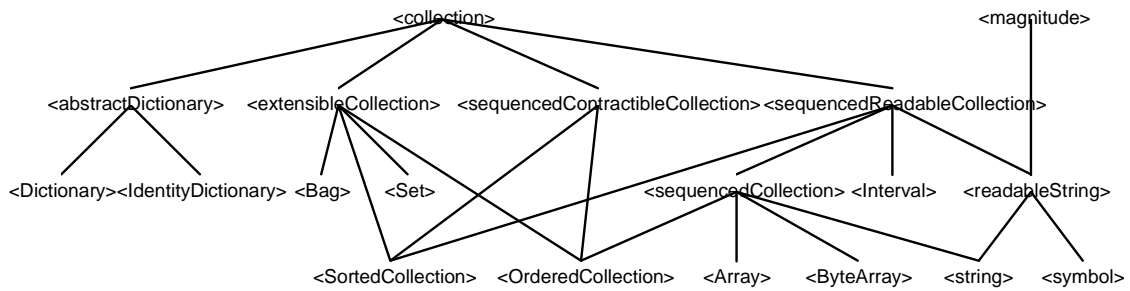 <collection> <magnitude>
<abstractDictionary> <extensibleCollection> <sequencedContractibleCollection> <sequencedReadableCollection>
<Dictionary> <IdentityDictionary> <Bag> <Set> <sequencedCollection> <Interval> <readableString>
<SortedCollection> <OrderedCollection> <Array> <ByteArray> <string> <symbol>